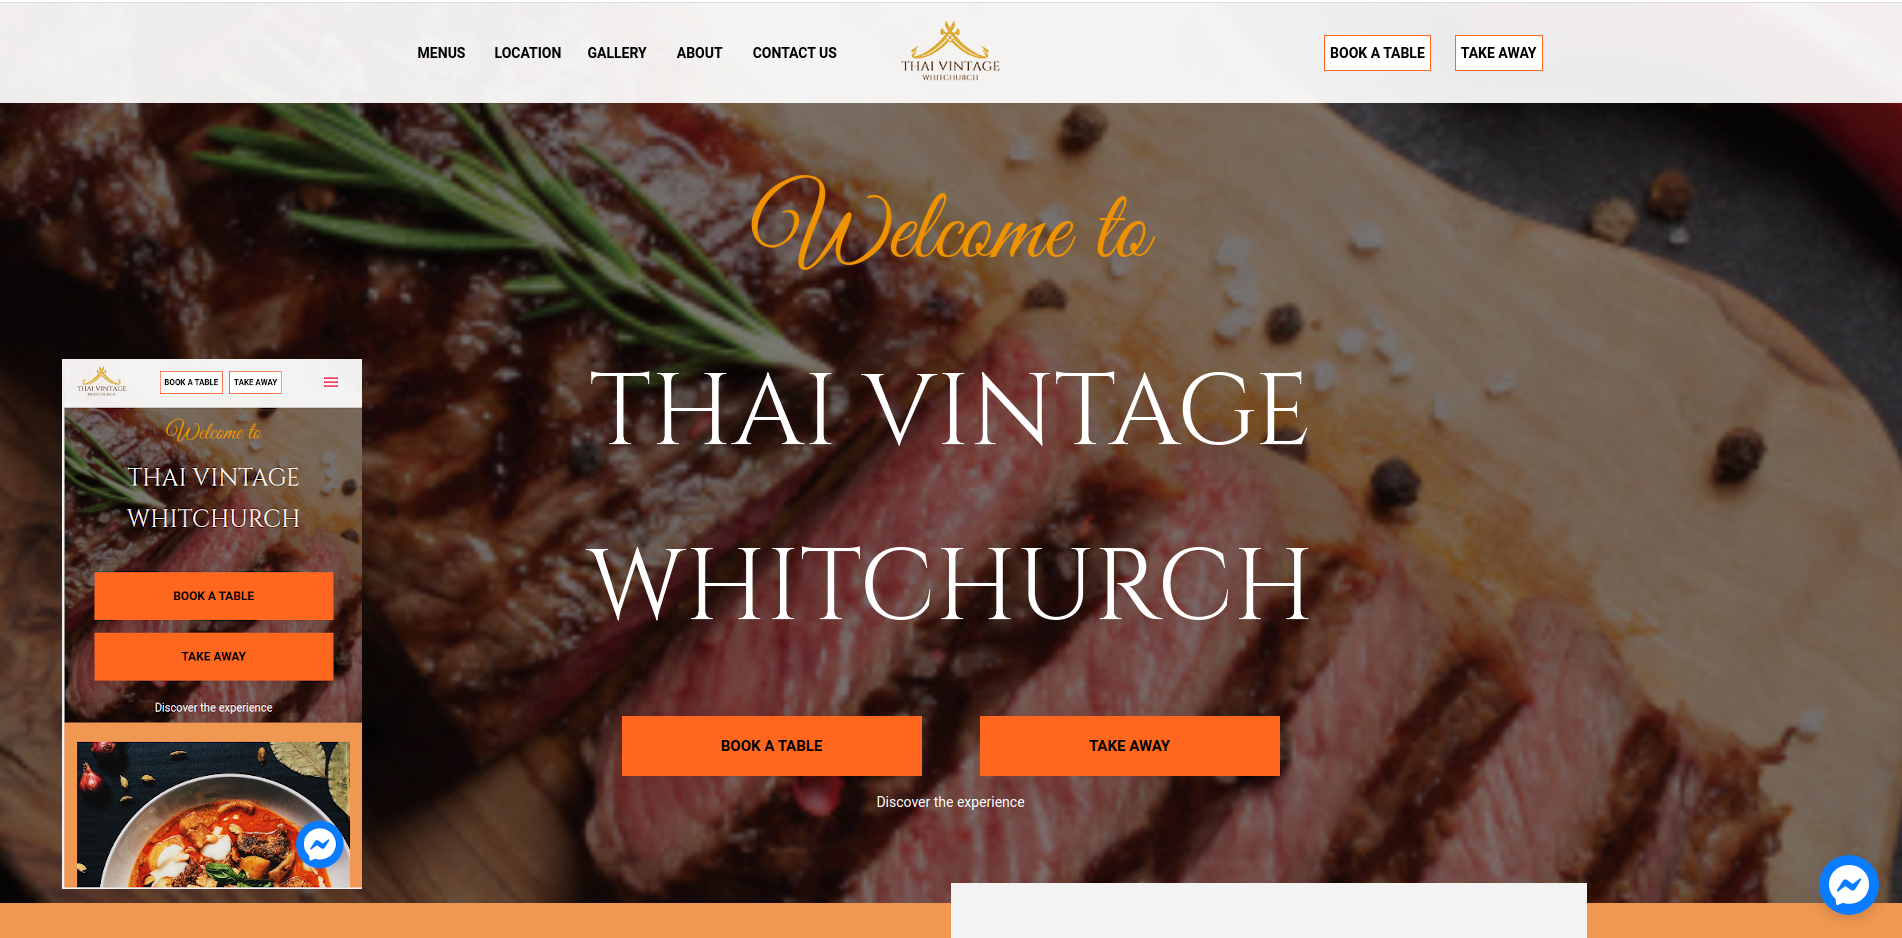 MENUS LOCATION GALLERY ABOUT CONTACT US
THAI VINTAGE
WHITCHURCH
BOOK A TABLE TAKE AWAY
Welcome to
THAI VINTAGE
WHITCHURCH
BOOK A TABLE TAKE AWAY
Discover the experience
THAI VINTAGE
WHITCHURCH
BOOK A TABLE TAKE AWAY
Welcome to
THAI VINTAGE
WHITCHURCH
BOOK A TABLE
TAKE AWAY
Discover the experience